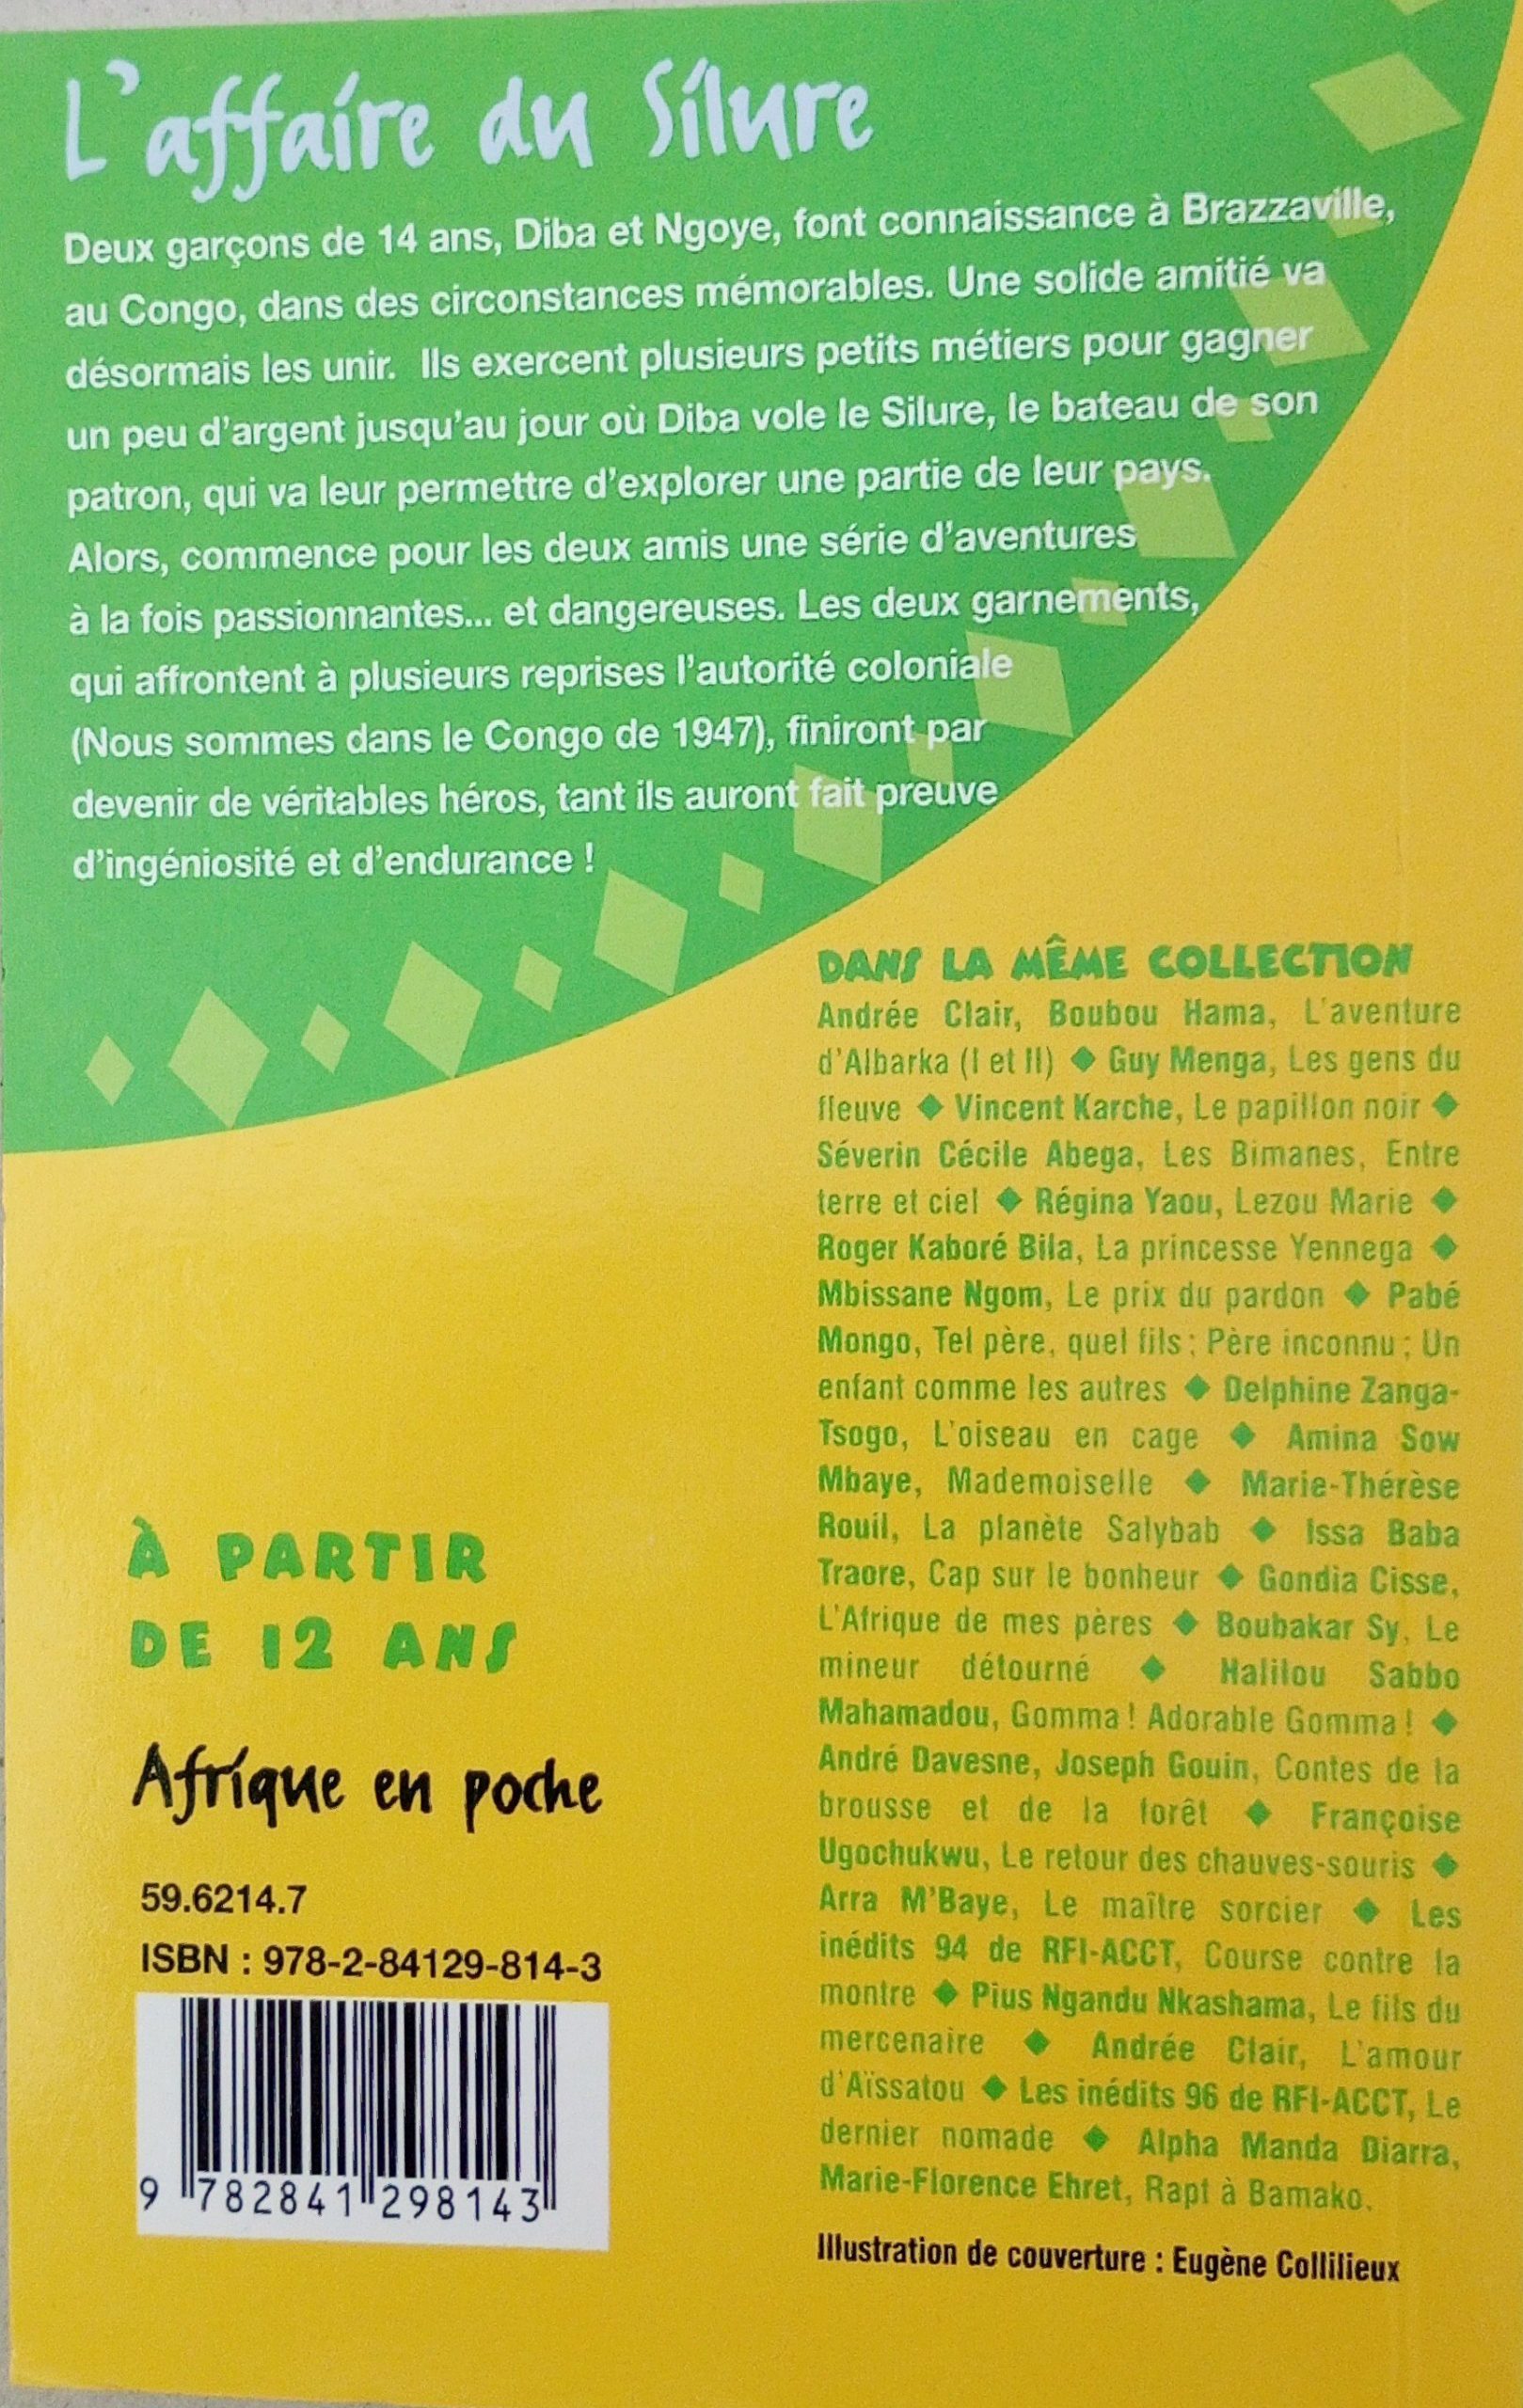 L'affaire du Silure
Deux garçons de 14 ans, Diba et Ngoye, font connaissance à Brazzaville,
au Congo, dans des circonstances mémorables. Une solide amitié va
désormais les unir. Ils exercent plusieurs petits métiers pour gagner
un peu d'argent jusqu'au jour où Diba vole le Silure, le bateau de son
patron, qui va leur permettre d'explorer une partie de leur pays.
Alors, commence pour les deux amis une série d'aventures
à la fois passionnantes... et dangereuses. Les deux garnements,
qui affrontent à plusieurs reprises l'autorité coloniale
(Nous sommes dans le Congo de 1947), finiront par
devenir de véritables héros, tant ils auront fait preuve
d'ingéniosité et d'endurance !
DANS LA MÊME COLLECTION
Andrée Clair, Boubou Hama, L'aventure
d'Albarka (I et II) ◆ Guy Menga, Les gens du
fleuve ◆ Vincent Karche, Le papillon noir ◆
Séverin Cécile Abega, Les Bimanes, Entre
terre et ciel ◆ Régina Yaou, Lezou Marie ◆
Roger Kaboré Bila, La princesse Yennega ◆
Mbissane Ngom, Le prix du pardon ◆ Pabé
Mongo, Tel père, quel fils ; Père inconnu ; Un
enfant comme les autres ◆ Delphine Zanga-
Tsogo, L'oiseau en cage ◆ Amina Sow
Mbaye, Mademoiselle ◆ Marie-Thérèse
Rouil, La planète Salybab ◆ Issa Baba
Traore, Cap sur le bonheur ◆ Gondia Cisse,
L'Afrique de mes pères ◆ Boubakar Sy, Le
mineur détourné ◆ Halilou Sabbo
Mahamadou, Gomma ! Adorable Gomma ! ◆
André Davesne, Joseph Gouin, Contes de la
brousse et de la forêt ◆ Françoise
Ugochukwu, Le retour des chauves-souris ◆
Arra M'Baye, Le maître sorcier ◆ Les
inédits 94 de RFI-ACCT, Course contre la
montre ◆ Pius Ngandu Nkashama, Le fils du
mercenaire ◆ Andrée Clair, L'amour
d'Aïssatou ◆ Les inédits 96 de RFI-ACCT, Le
dernier nomade ◆ Alpha Manda Diarra,
Marie-Florence Ehret, Rapt à Bamako.
Illustration de couverture : Eugène Collilieux
À PARTIR
DE 12 ANS
Afrique en poche
59.6214.7
ISBN : 978-2-84129-814-3
9 782841 298143